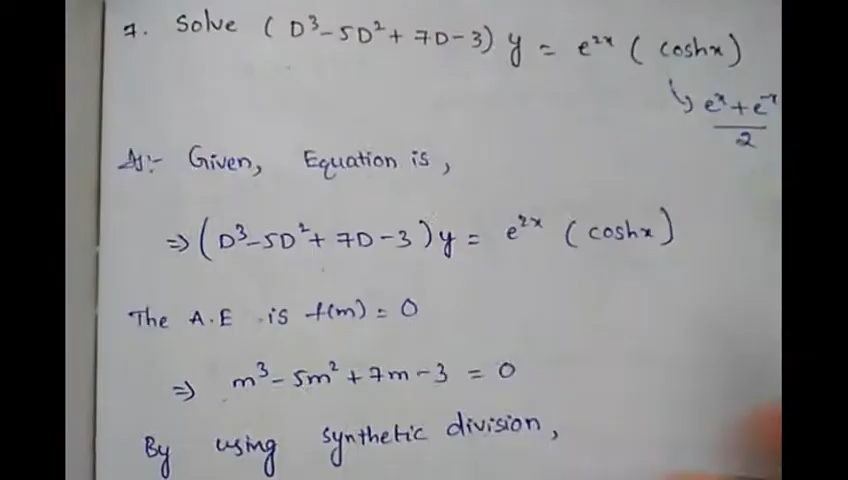 7. Solve (D³-5D²+7D-3) y = e²ˣ (coshx)
↳ eˣ+e⁻ˣ
2
A:- Given, Equation is,
⇒ (D³-5D²+7D-3) y = e²ˣ (coshx)
The A.E is f(m) = 0
⇒ m³-5m²+7m-3 = 0
By using synthetic division,